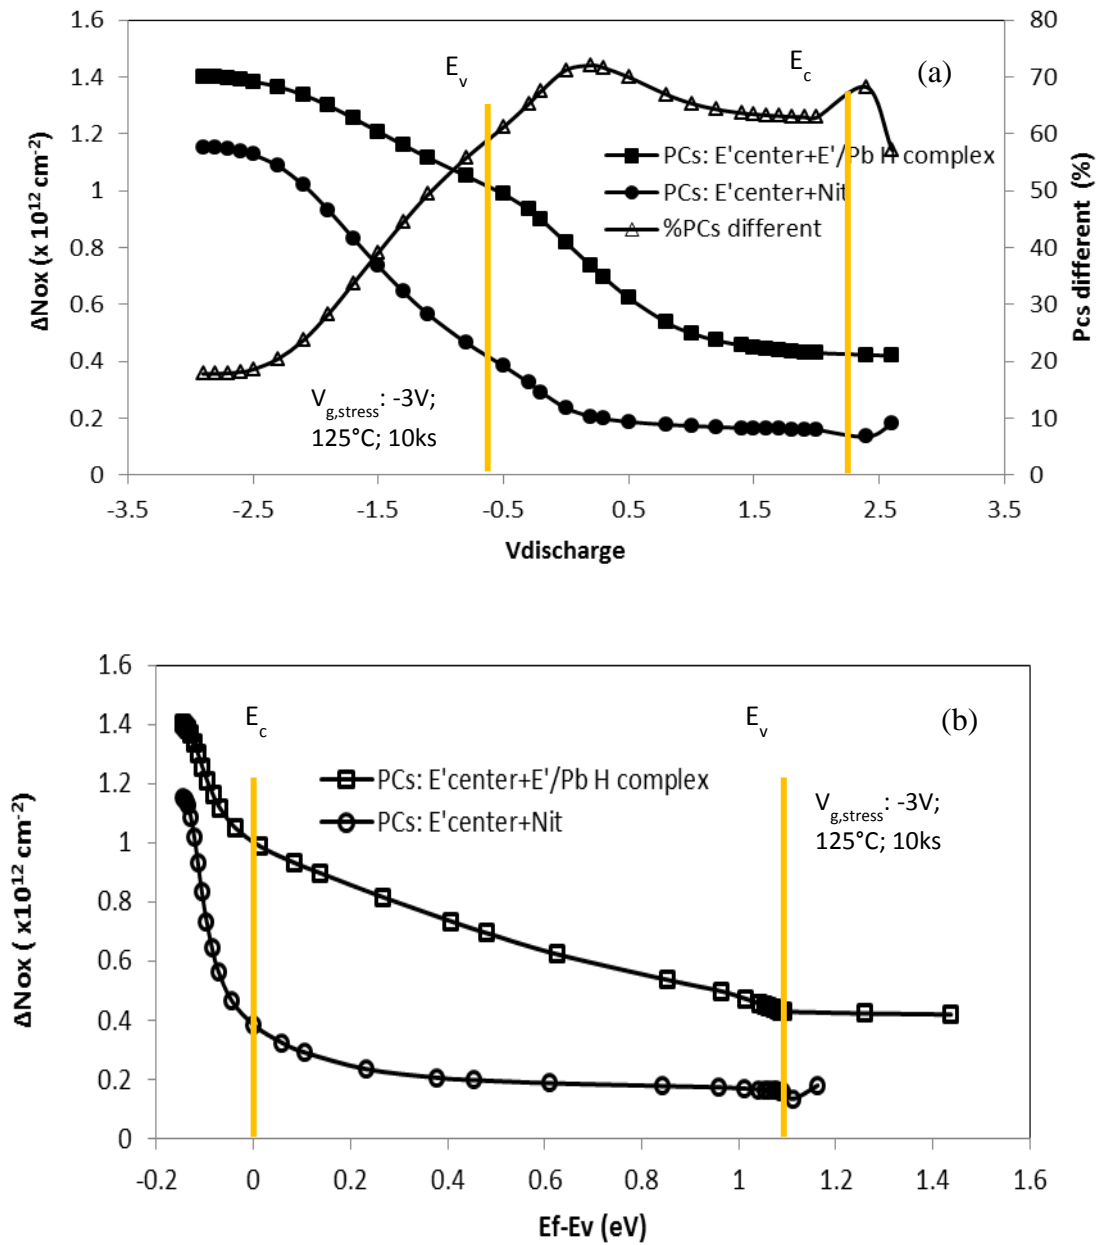 1.6
1.4
1.2
1
0.8
0.6
0.4
0.2
0
ΔNox (x 10¹² cm⁻²)
80
70
60
50
40
30
20
10
0
Pcs different (%)
E_v
E_c
(a)
PCs: E'center+E'/Pb H complex
PCs: E'center+Nit
%PCs different
V_g,stress: -3V;
125°C; 10ks
-3.5 -2.5 -1.5 -0.5 0.5 1.5 2.5 3.5
Vdischarge
1.6
1.4
1.2
1
0.8
0.6
0.4
0.2
0
ΔNox ( x10¹² cm⁻²)
E_c
E_v
(b)
PCs: E'center+E'/Pb H complex
PCs: E'center+Nit
V_g,stress: -3V;
125°C; 10ks
-0.2 0 0.2 0.4 0.6 0.8 1 1.2 1.4 1.6
Ef-Ev (eV)